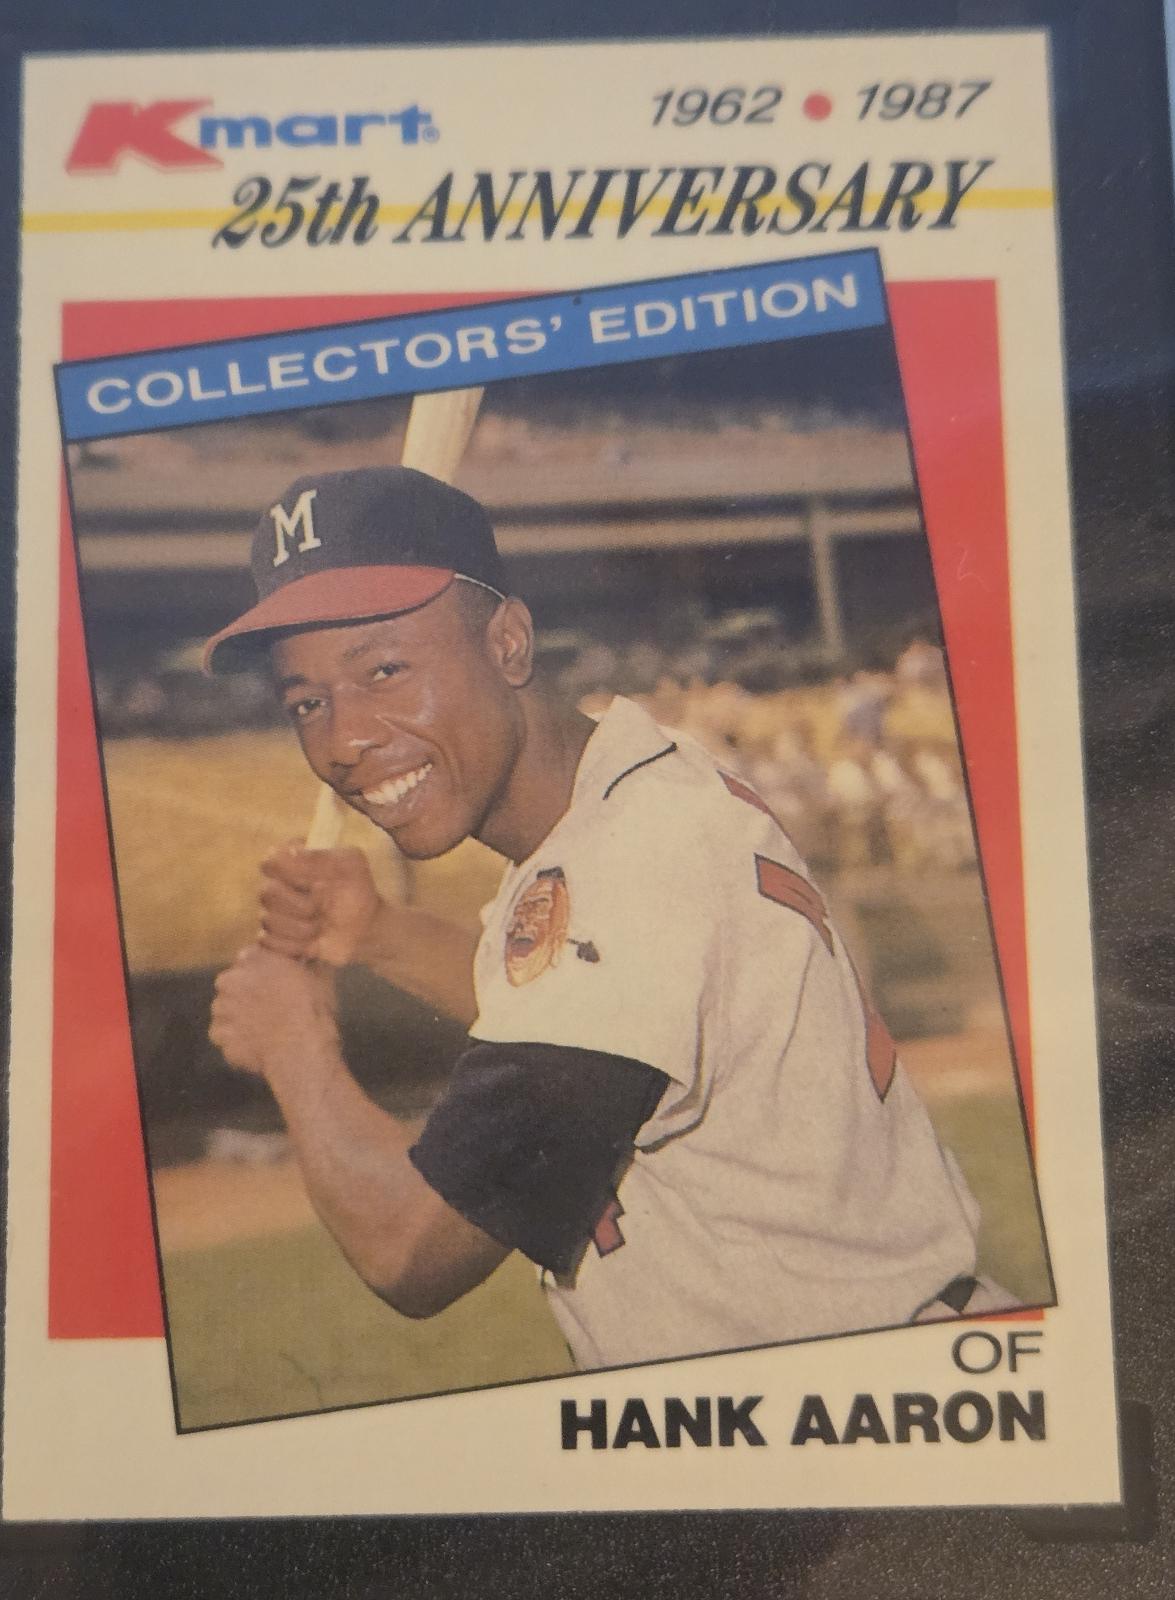 Kmart®
1962 • 1987
25th ANNIVERSARY
COLLECTORS' EDITION
M
OF
HANK AARON